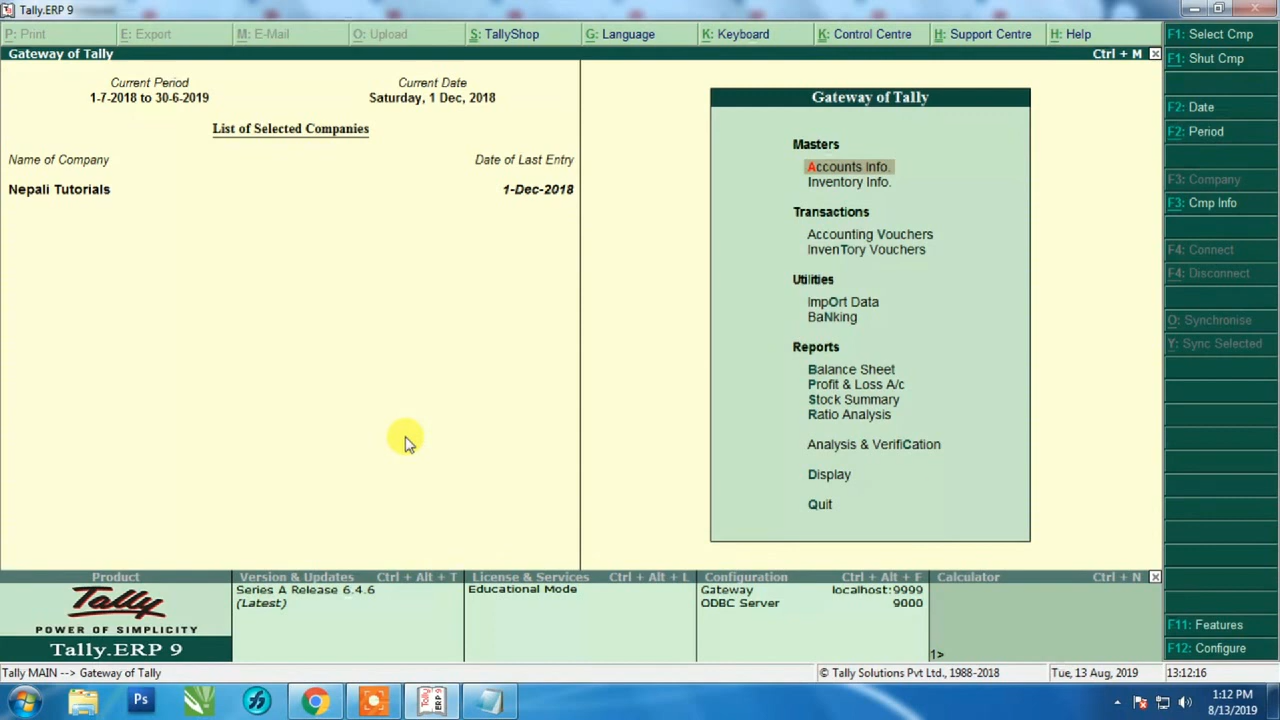 Tally.ERP 9
P: Print
E: Export
M: E-Mail
O: Upload
S: TallyShop
G: Language
K: Keyboard
K: Control Centre
H: Support Centre
H: Help
F1: Select Cmp
Gateway of Tally
Ctrl + M
F1: Shut Cmp
Current Period
1-7-2018 to 30-6-2019
Current Date
Saturday, 1 Dec, 2018
List of Selected Companies
Name of Company
Date of Last Entry
Nepali Tutorials
1-Dec-2018
Gateway of Tally
Masters
Accounts Info.
Inventory Info.
Transactions
Accounting Vouchers
InvenTory Vouchers
Utilities
ImpOrt Data
BaNking
Reports
Balance Sheet
Profit & Loss A/c
Stock Summary
Ratio Analysis
Analysis & VerifiCation
Display
Quit
F2: Date
F2: Period
F3: Company
F3: Cmp Info
F4: Connect
F4: Disconnect
O: Synchronise
Y: Sync Selected
F11: Features
F12: Configure
Product
Tally
POWER OF SIMPLICITY
Tally.ERP 9
Version & Updates Ctrl + Alt + T
Series A Release 6.4.6
(Latest)
License & Services Ctrl + Alt + L
Educational Mode
Configuration Ctrl + Alt + F
Gateway localhost:9999
ODBC Server 9000
Calculator Ctrl + N
1>
Tally MAIN --> Gateway of Tally
© Tally Solutions Pvt Ltd., 1988-2018
Tue, 13 Aug, 2019
13:12:16
Ps
Tally
ERP 9
1:12 PM
8/13/2019